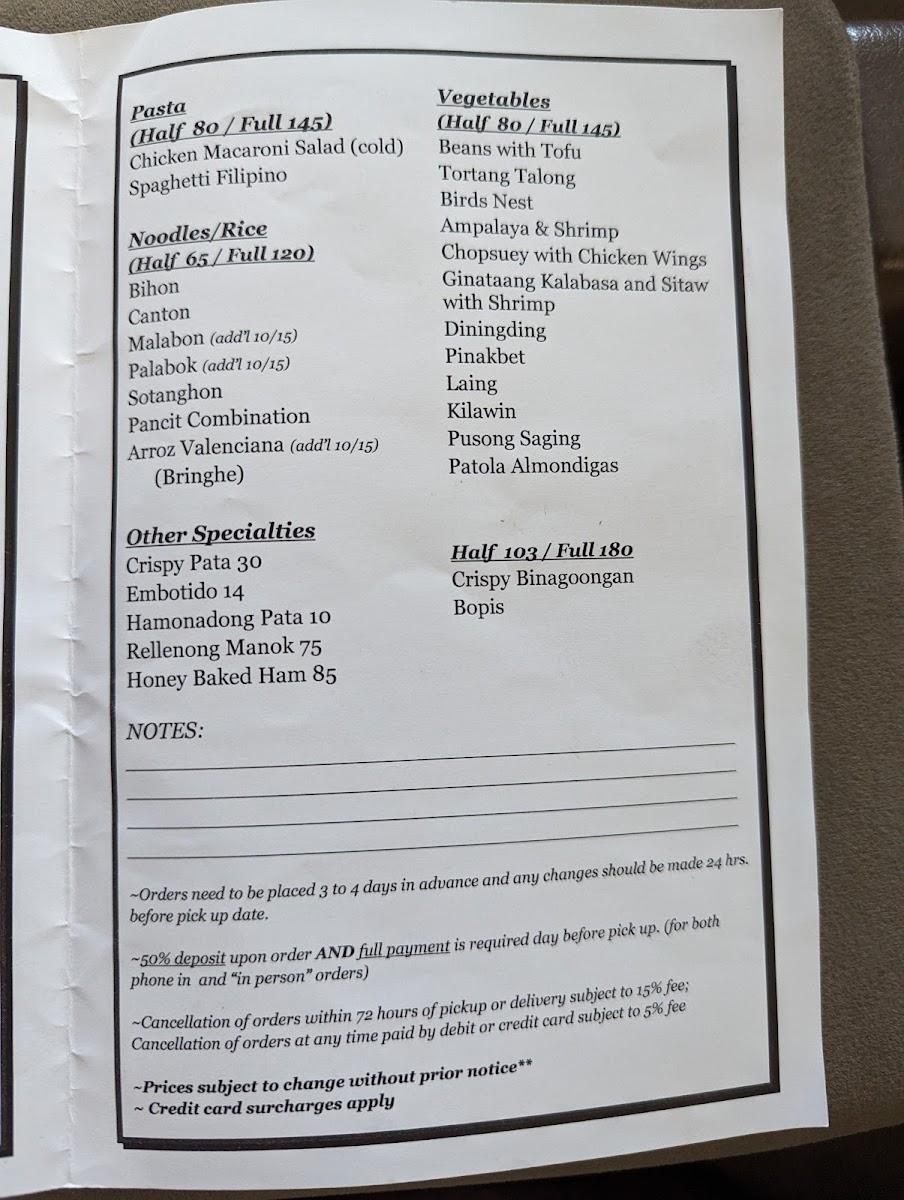 Pasta
(Half 80 / Full 145)
Chicken Macaroni Salad (cold)
Spaghetti Filipino
Noodles/Rice
(Half 65 / Full 120)
Bihon
Canton
Malabon (add'l 10/15)
Palabok (add'l 10/15)
Sotanghon
Pancit Combination
Arroz Valenciana (add'l 10/15)
(Bringhe)
Other Specialties
Crispy Pata 30
Embotido 14
Hamonadong Pata 10
Rellenong Manok 75
Honey Baked Ham 85
Vegetables
(Half 80 / Full 145)
Beans with Tofu
Tortang Talong
Birds Nest
Ampalaya & Shrimp
Chopsuey with Chicken Wings
Ginataang Kalabasa and Sitaw
with Shrimp
Diningding
Pinakbet
Laing
Kilawin
Pusong Saging
Patola Almondigas
Half 103 / Full 180
Crispy Binagoongan
Bopis
NOTES:
~Orders need to be placed 3 to 4 days in advance and any changes should be made 24 hrs.
before pick up date.
~50% deposit upon order AND full payment is required day before pick up. (for both
phone in and "in person" orders)
~Cancellation of orders within 72 hours of pickup or delivery subject to 15% fee;
Cancellation of orders at any time paid by debit or credit card subject to 5% fee
~Prices subject to change without prior notice**
~ Credit card surcharges apply